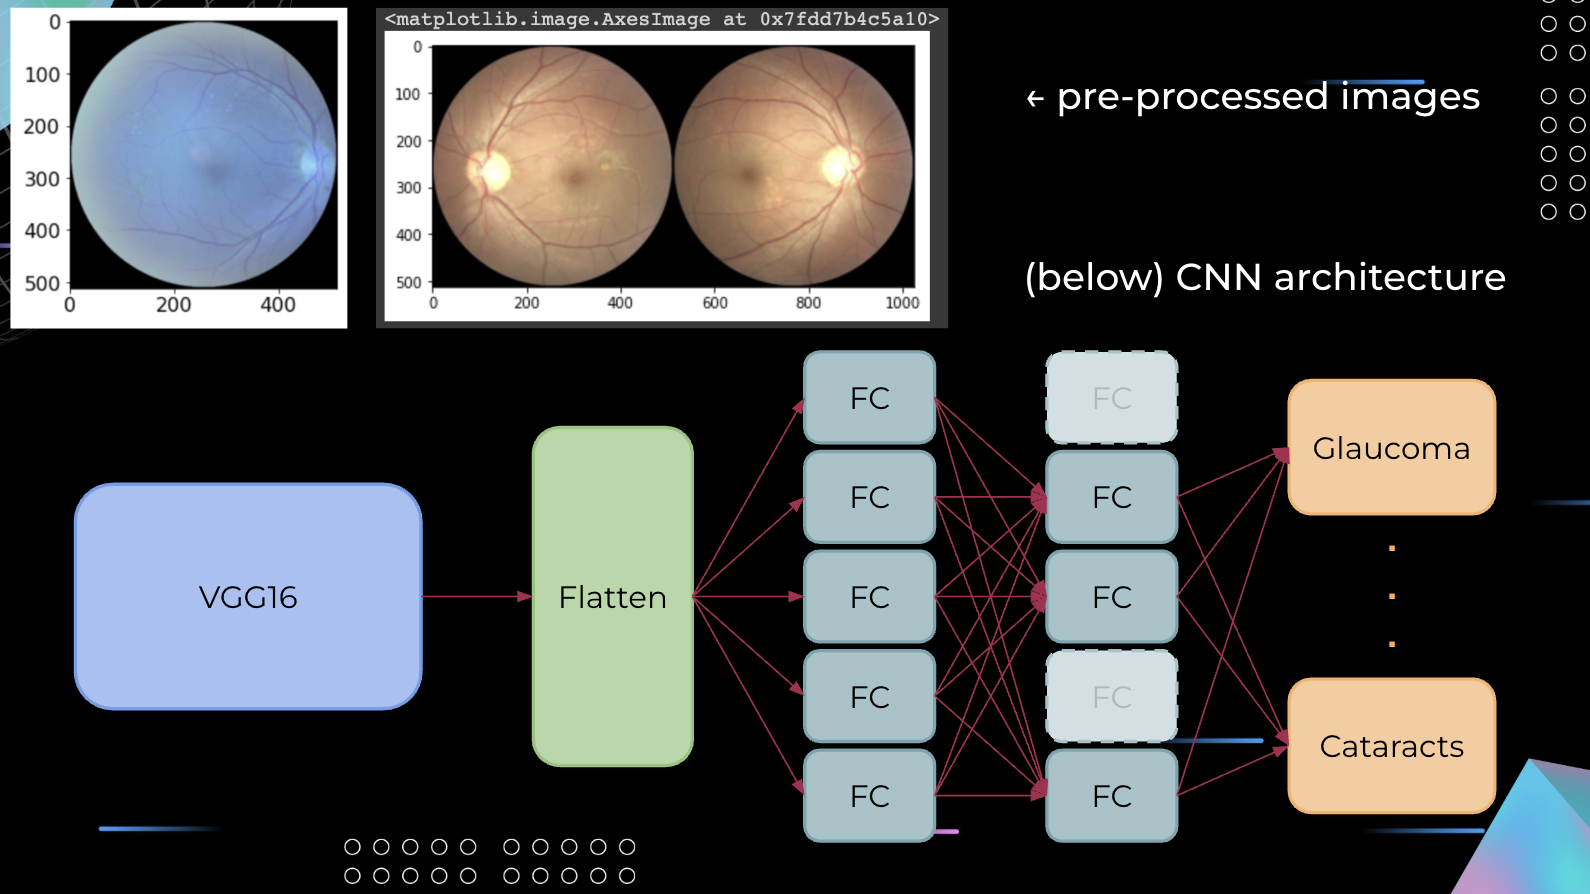 <matplotlib.image.AxesImage at 0x7fdd7b4c5a10>
0
100
200
300
400
500
0 200 400
0
100
200
300
400
500
0 200 400 600 800 1000
← pre-processed images
(below) CNN architecture
VGG16
Flatten
FC
FC
FC
FC
FC
FC
FC
FC
FC
FC
Glaucoma
.
.
.
Cataracts